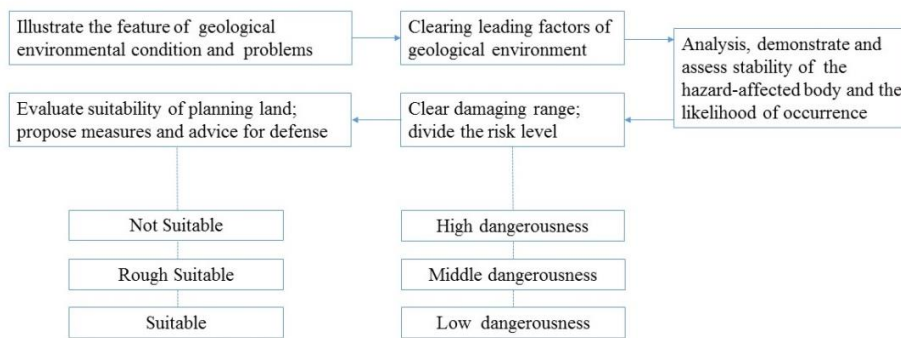 Illustrate the feature of geological
environmental condition and problems
Clearing leading factors of
geological environment
Analysis, demonstrate and
assess stability of the
hazard-affected body and the
likelihood of occurrence
Clear damaging range;
divide the risk level
Evaluate suitability of planning land;
propose measures and advice for defense
Not Suitable
Rough Suitable
Suitable
High dangerousness
Middle dangerousness
Low dangerousness